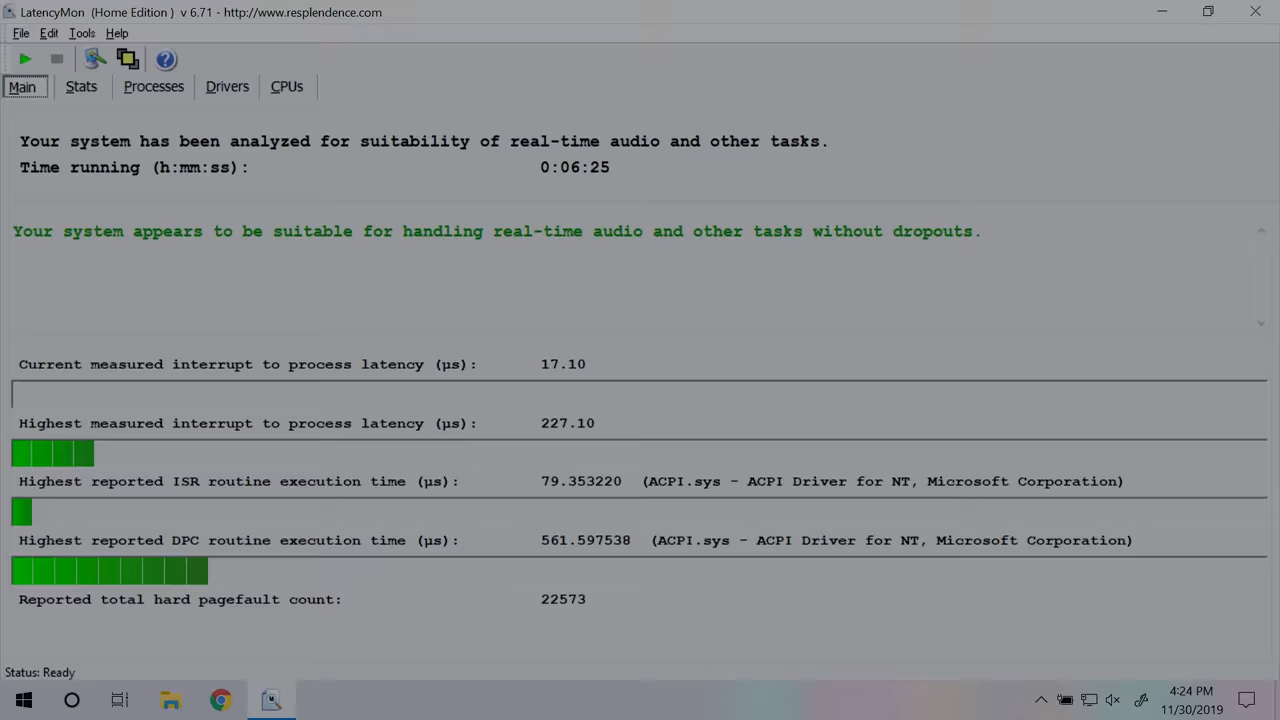 LatencyMon (Home Edition ) v 6.71 - http://www.resplendence.com
File Edit Tools Help
Main Stats Processes Drivers CPUs
Your system has been analyzed for suitability of real-time audio and other tasks.
Time running (h:mm:ss): 0:06:25
Your system appears to be suitable for handling real-time audio and other tasks without dropouts.
Current measured interrupt to process latency (µs): 17.10
Highest measured interrupt to process latency (µs): 227.10
Highest reported ISR routine execution time (µs): 79.353220 (ACPI.sys - ACPI Driver for NT, Microsoft Corporation)
Highest reported DPC routine execution time (µs): 561.597538 (ACPI.sys - ACPI Driver for NT, Microsoft Corporation)
Reported total hard pagefault count: 22573
Status: Ready
4:24 PM
11/30/2019